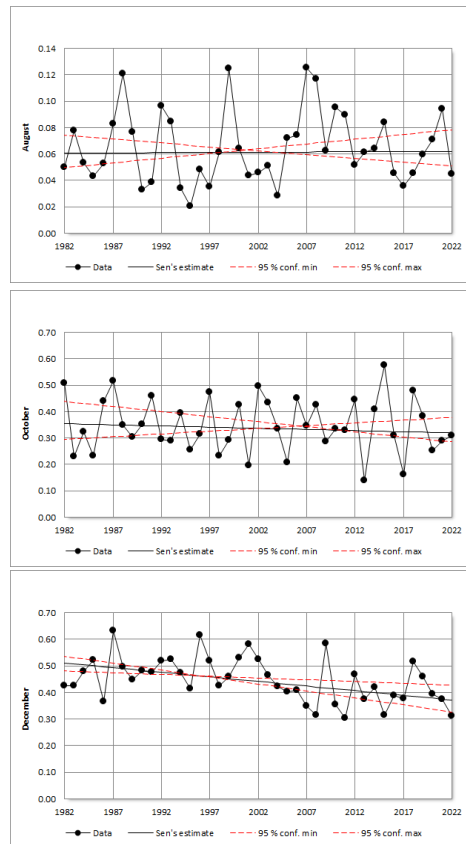 August
0.14
0.12
0.10
0.08
0.06
0.04
0.02
0.00
1982 1987 1992 1997 2002 2007 2012 2017 2022
Data Sen's estimate 95 % conf. min 95 % conf. max
October
0.70
0.60
0.50
0.40
0.30
0.20
0.10
0.00
1982 1987 1992 1997 2002 2007 2012 2017 2022
Data Sen's estimate 95 % conf. min 95 % conf. max
December
0.70
0.60
0.50
0.40
0.30
0.20
0.10
0.00
1982 1987 1992 1997 2002 2007 2012 2017 2022
Data Sen's estimate 95 % conf. min 95 % conf. max